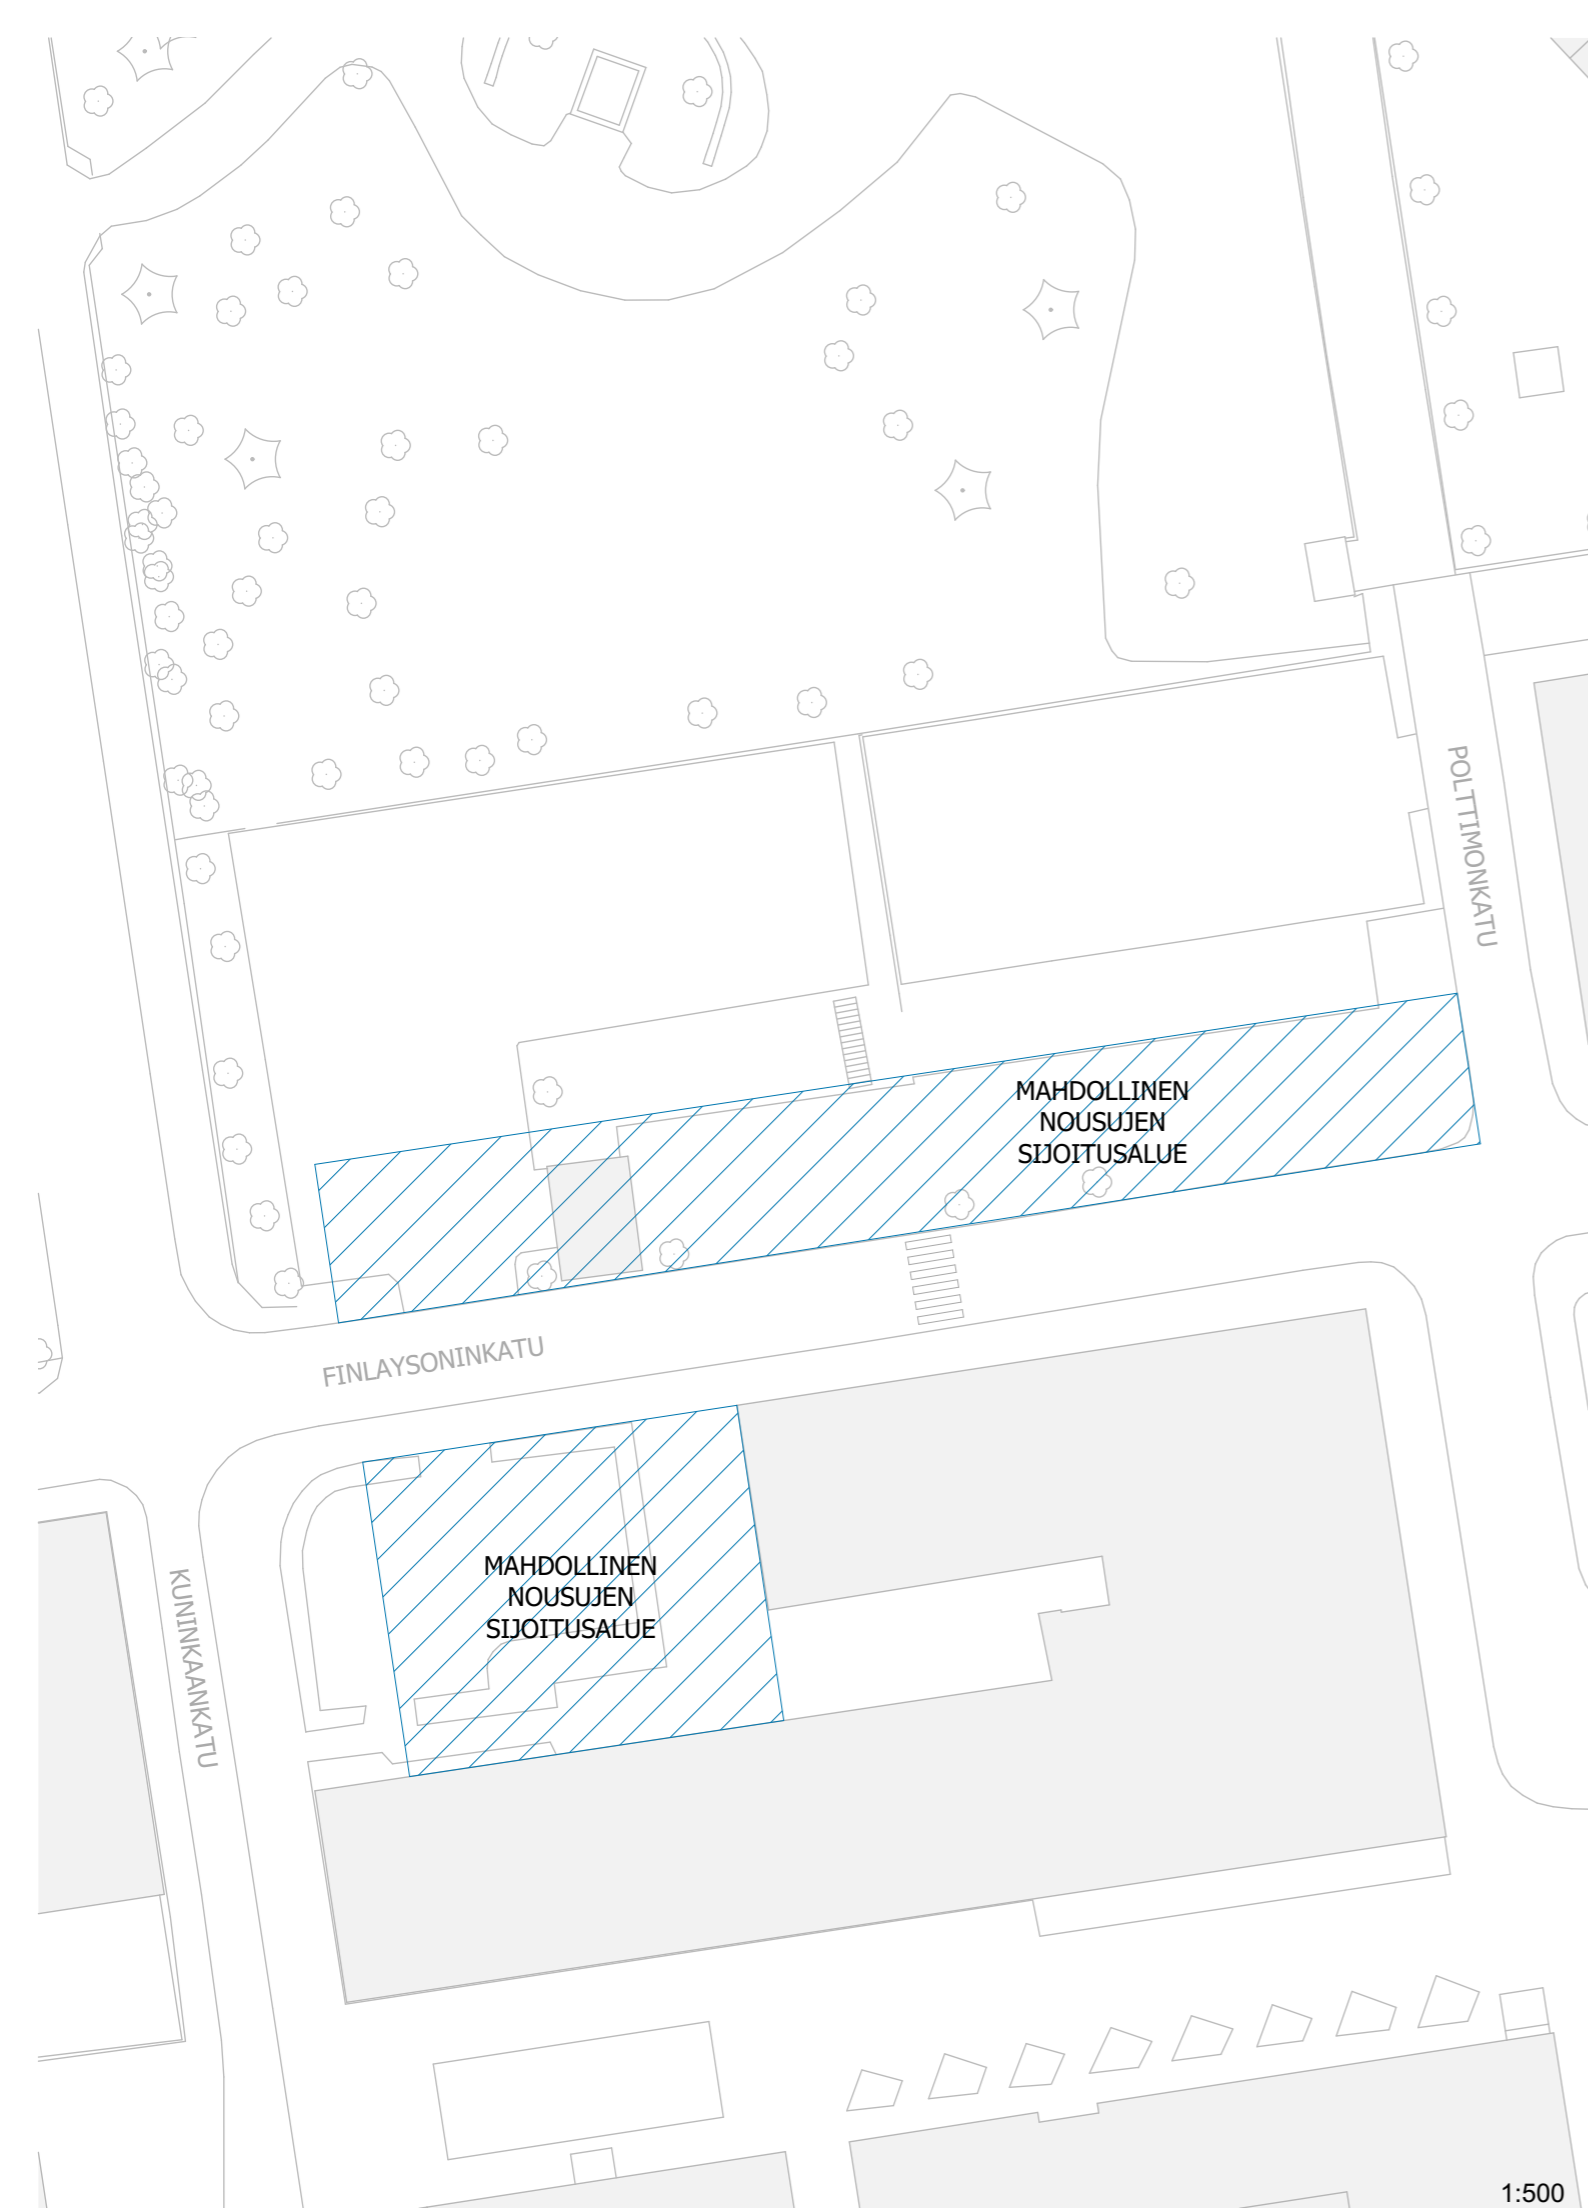 POLTTIMONKATU
MAHDOLLINEN
NOUSUJEN
SIJOITUSALUE
FINLAYSONINKATU
MAHDOLLINEN
NOUSUJEN
SIJOITUSALUE
KUNINKAANKATU
1:500